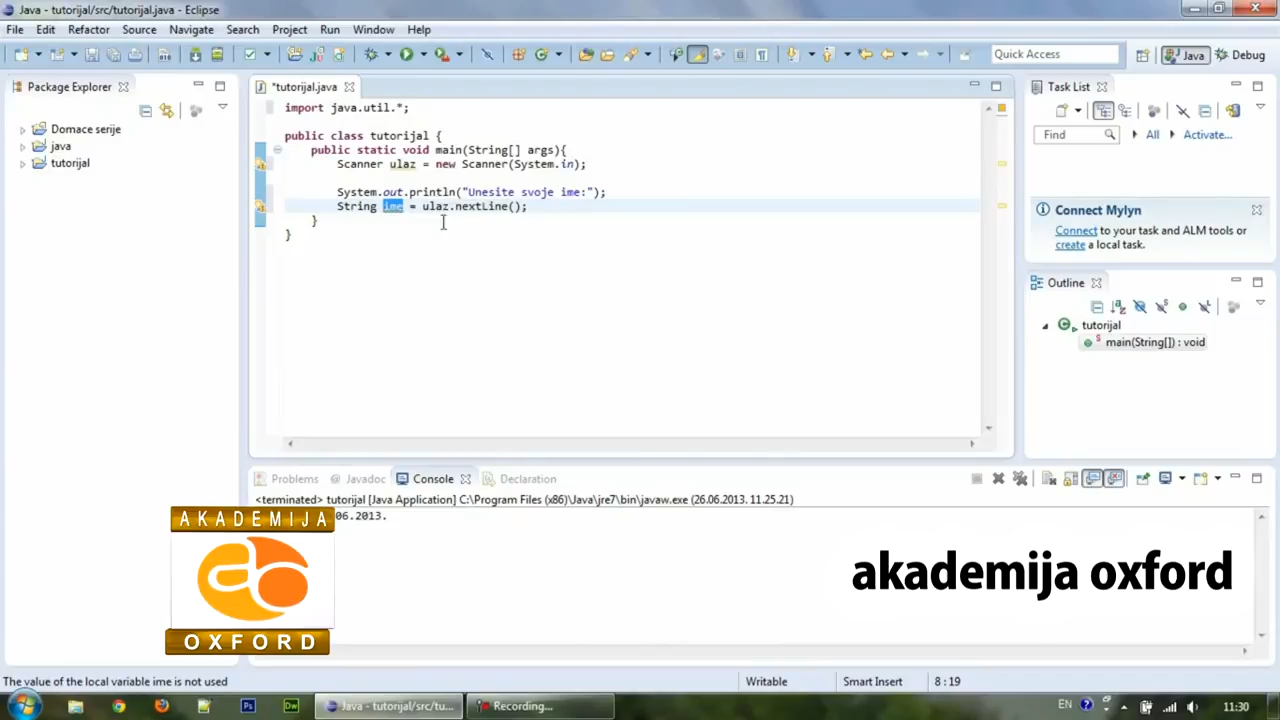 Java - tutorijal/src/tutorijal.java - Eclipse
File Edit Refactor Source Navigate Search Project Run Window Help
Quick Access Java Debug
Package Explorer
Domace serije
java
tutorijal
*tutorijal.java
import java.util.*;
public class tutorijal {
public static void main(String[] args){
Scanner ulaz = new Scanner(System.in);
System.out.println("Unesite svoje ime:");
String ime = ulaz.nextLine();
}
}
Task List
Find All Activate...
Connect Mylyn
Connect to your task and ALM tools or
create a local task.
Outline
tutorijal
main(String[]) : void
Problems @ Javadoc Console Declaration
<terminated> tutorijal [Java Application] C:\Program Files (x86)\Java\jre7\bin\javaw.exe (26.06.2013. 11.25.21)
06.2013.
AKADEMIJA
OXFORD
akademija oxford
The value of the local variable ime is not used
Writable Smart Insert 8 : 19
Ps Dw Java - tutorijal/src/tu... Recording... EN 11:30